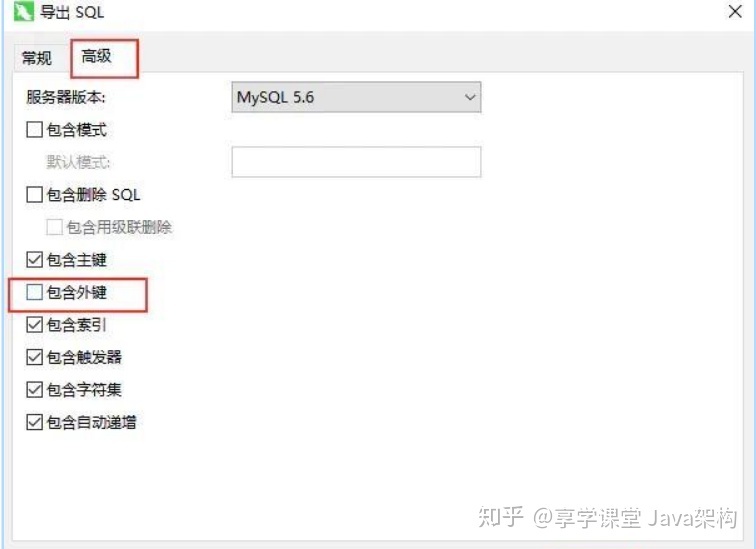 导出 SQL
常规 高级
服务器版本: MySQL 5.6
包含模式
默认模式:
包含删除 SQL
包含用级联删除
包含主键
包含外键
包含索引
包含触发器
包含字符集
包含自动递增
知乎 @享学课堂 Java架构